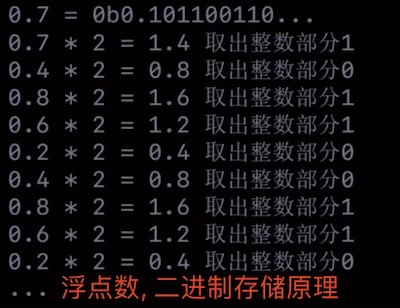 0.7 = 0b0.101100110...
0.7 * 2 = 1.4 取出整数部分1
0.4 * 2 = 0.8 取出整数部分0
0.8 * 2 = 1.6 取出整数部分1
0.6 * 2 = 1.2 取出整数部分1
0.2 * 2 = 0.4 取出整数部分0
0.4 * 2 = 0.8 取出整数部分0
0.8 * 2 = 1.6 取出整数部分1
0.6 * 2 = 1.2 取出整数部分1
0.2 * 2 = 0.4 取出整数部分0
... 浮点数, 二进制存储原理